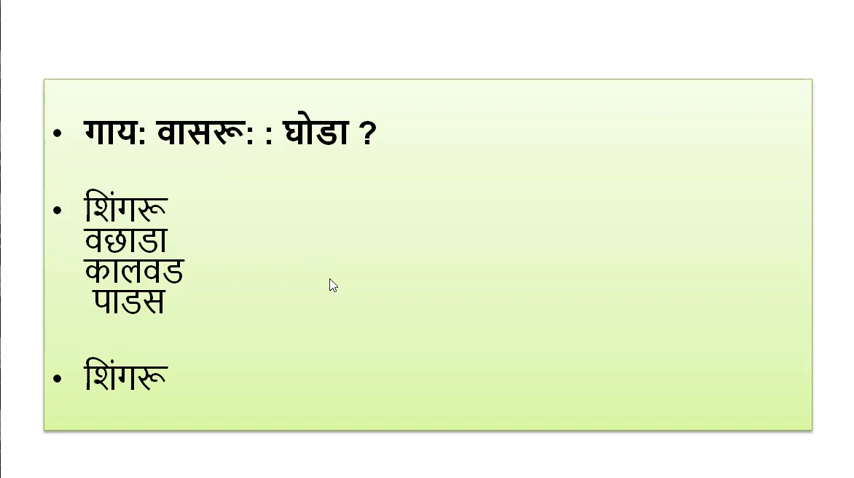 • गाय: वासरू: : घोडा ?
• शिंगरू
वछाडा
कालवड
पाडस
• शिंगरू